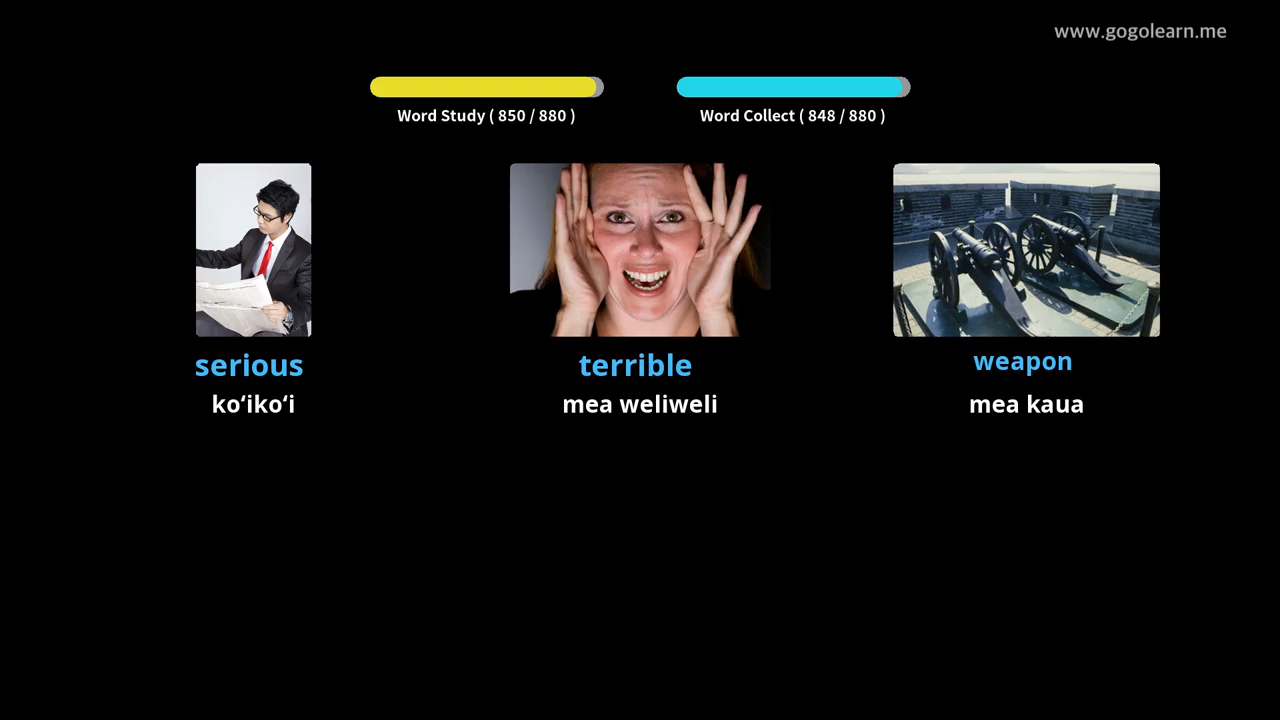 www.gogolearn.me
Word Study ( 850 / 880 )
Word Collect ( 848 / 880 )
serious
terrible
weapon
koʻikoʻi
mea weliweli
mea kaua